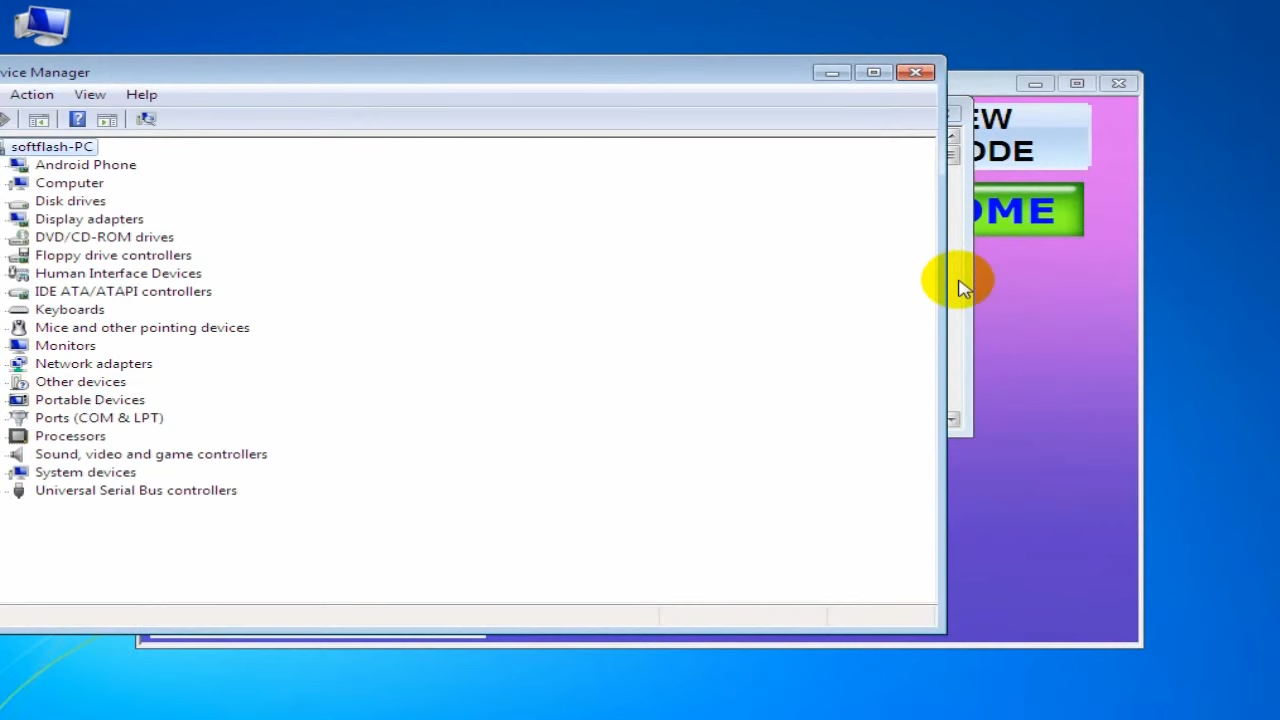 vice Manager
Action View Help
softflash-PC
Android Phone
Computer
Disk drives
Display adapters
DVD/CD-ROM drives
Floppy drive controllers
Human Interface Devices
IDE ATA/ATAPI controllers
Keyboards
Mice and other pointing devices
Monitors
Network adapters
Other devices
Portable Devices
Ports (COM & LPT)
Processors
Sound, video and game controllers
System devices
Universal Serial Bus controllers
EW
ODE
OME